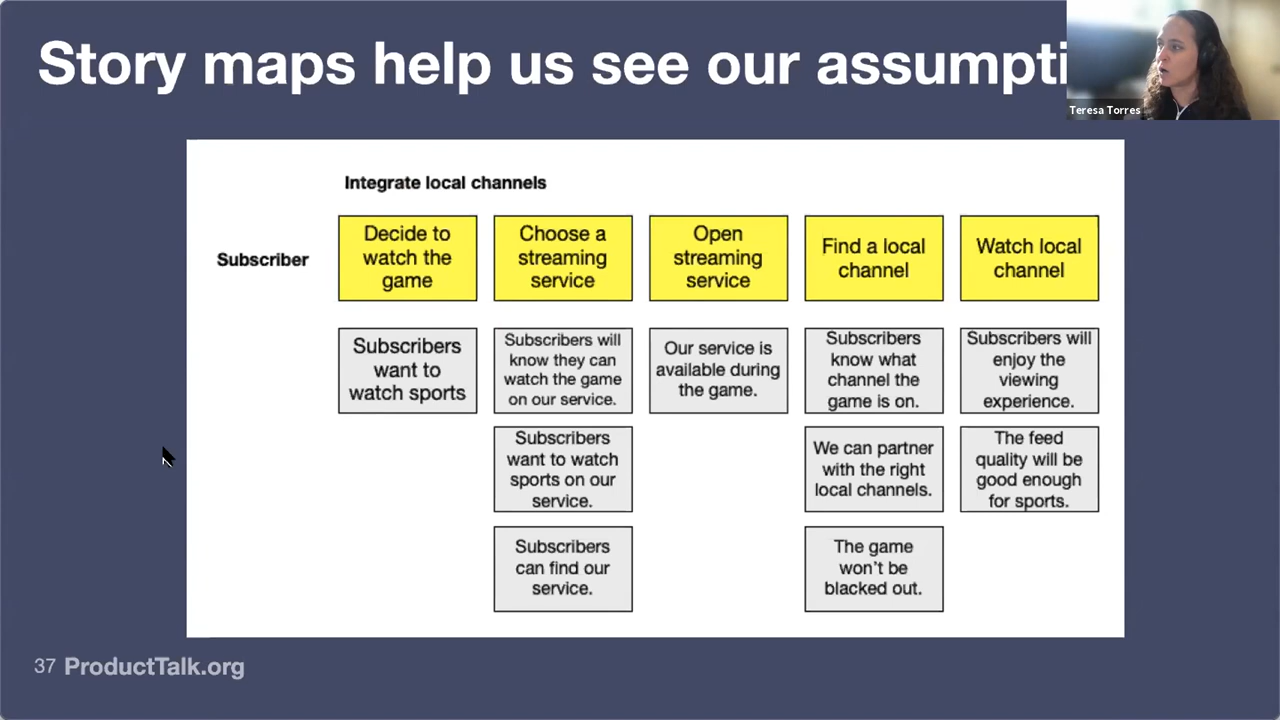 Story maps help us see our assumpti
Teresa Torres
Integrate local channels
Subscriber
Decide to
watch the
game
Choose a
streaming
service
Open
streaming
service
Find a local
channel
Watch local
channel
Subscribers
want to
watch sports
Subscribers will
know they can
watch the game
on our service.
Our service is
available during
the game.
Subscribers
know what
channel the
game is on.
Subscribers will
enjoy the
viewing
experience.
Subscribers
want to watch
sports on our
service.
We can partner
with the right
local channels.
The feed
quality will be
good enough
for sports.
Subscribers
can find our
service.
The game
won't be
blacked out.
37 ProductTalk.org